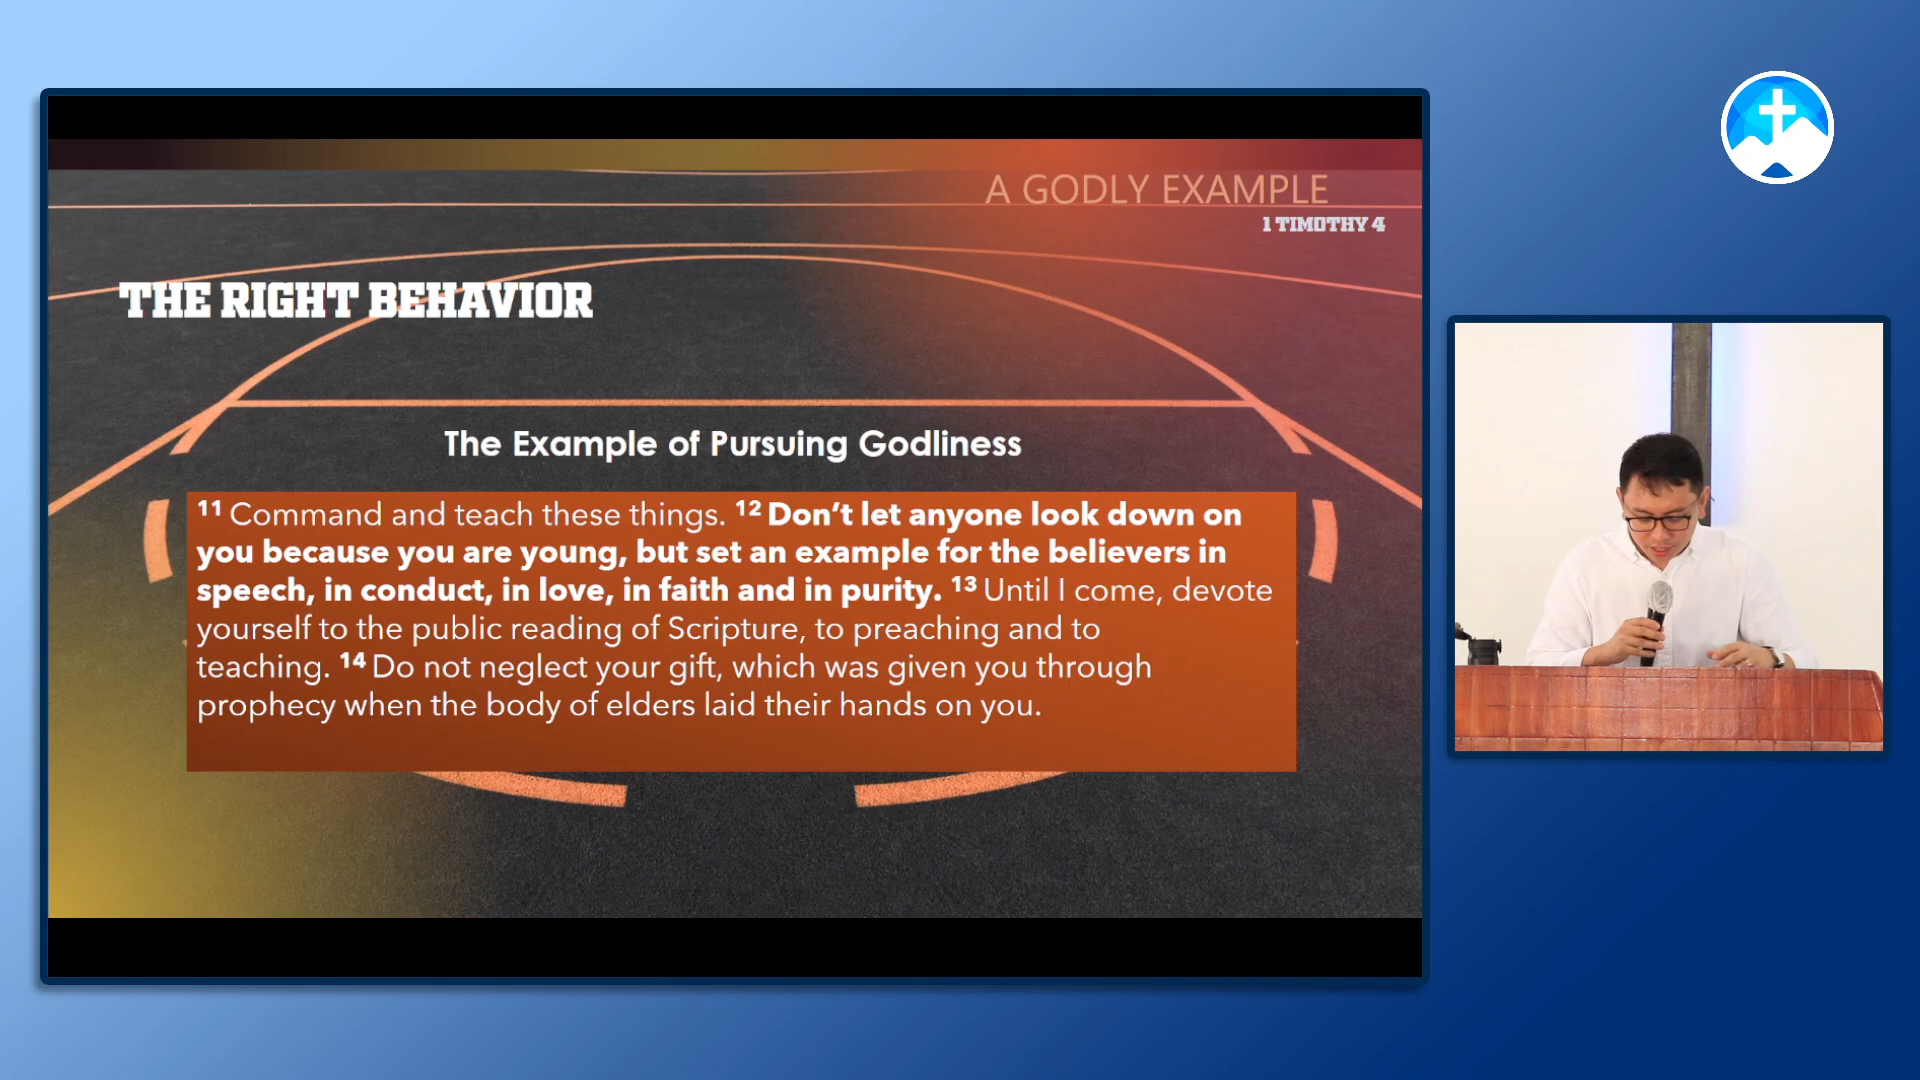 A GODLY EXAMPLE
1 TIMOTHY 4
THE RIGHT BEHAVIOR
The Example of Pursuing Godliness
11 Command and teach these things. 12 Don’t let anyone look down on
you because you are young, but set an example for the believers in
speech, in conduct, in love, in faith and in purity. 13 Until I come, devote
yourself to the public reading of Scripture, to preaching and to
teaching. 14 Do not neglect your gift, which was given you through
prophecy when the body of elders laid their hands on you.